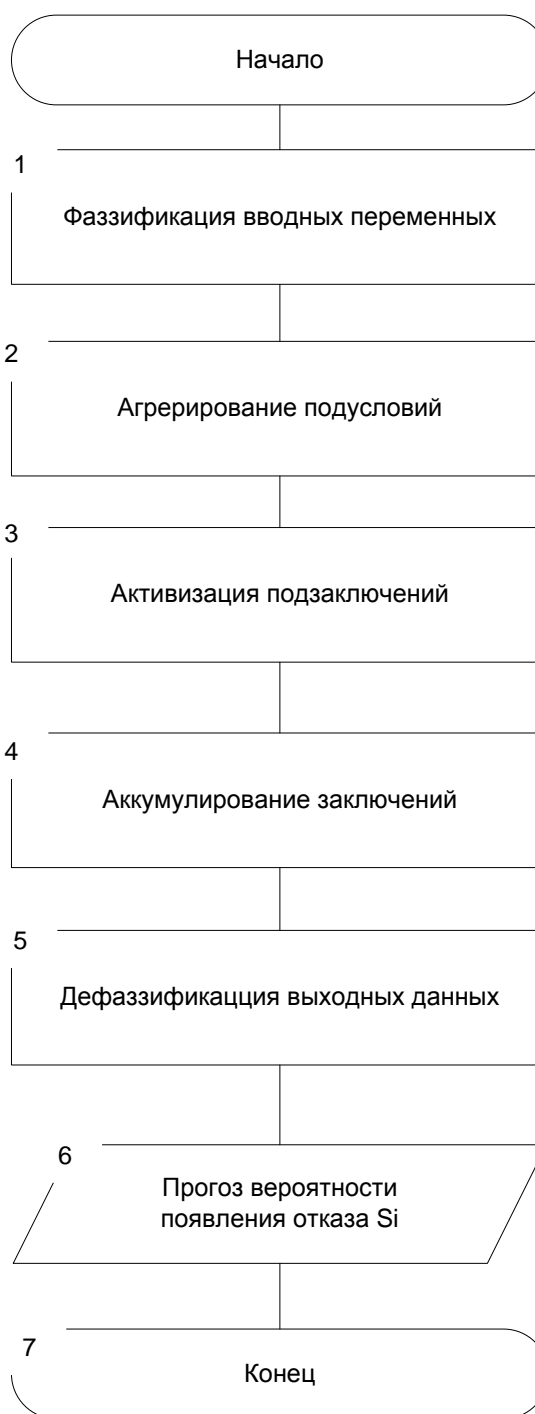 Начало
1
Фаззификация вводных переменных
2
Агрерирование подусловий
3
Активизация подзаключений
4
Аккумулирование заключений
5
Дефаззификацция выходных данных
6
Прогоз вероятности
появления отказа Si
7
Конец